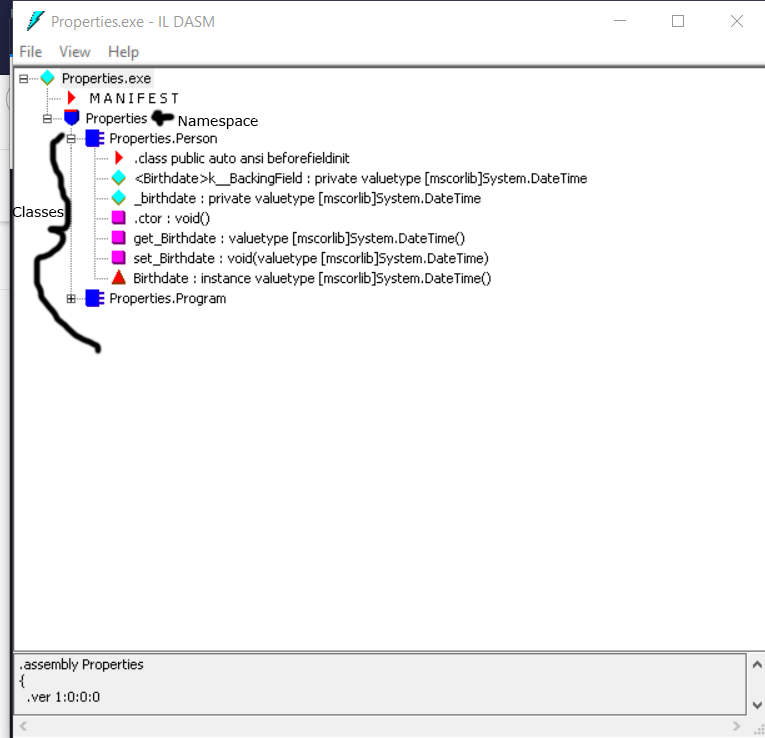 Properties.exe - IL DASM
File View Help
Properties.exe
M A N I F E S T
Properties Namespace
Properties.Person
.class public auto ansi beforefieldinit
<Birthdate>k__BackingField : private valuetype [mscorlib]System.DateTime
_birthdate : private valuetype [mscorlib]System.DateTime
Classes .ctor : void()
get_Birthdate : valuetype [mscorlib]System.DateTime()
set_Birthdate : void(valuetype [mscorlib]System.DateTime)
Birthdate : instance valuetype [mscorlib]System.DateTime()
Properties.Program
.assembly Properties
{
.ver 1:0:0:0